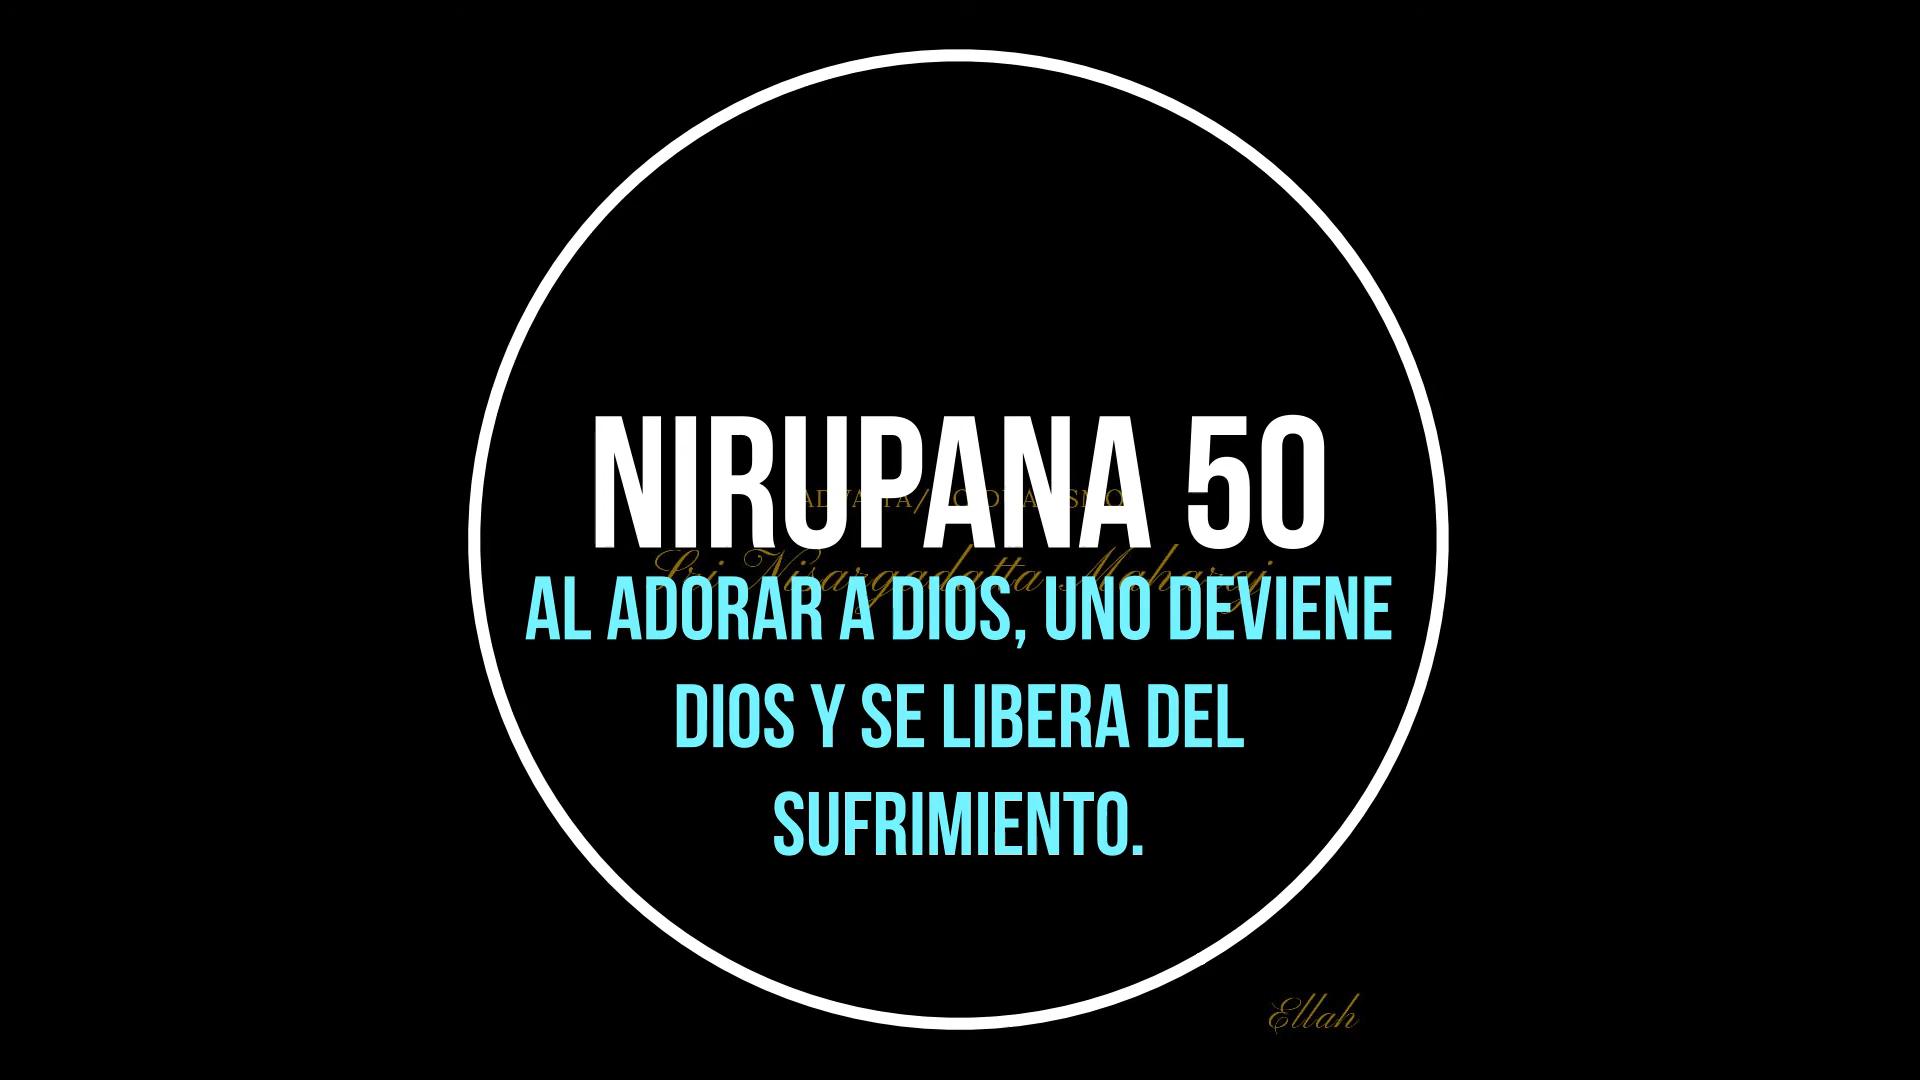 NIRUPANA 50
Sri Nisargadatta Maharaj
AL ADORAR A DIOS, UNO DEVIENE
DIOS Y SE LIBERA DEL
SUFRIMIENTO.
Ellah